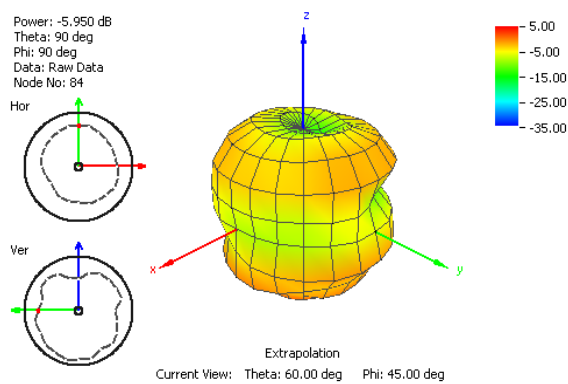 Power: -5.950 dB
Theta: 90 deg
Phi: 90 deg
Data: Raw Data
Node No: 84
Hor
Ver
z
x
y
5.00
-5.00
-15.00
-25.00
-35.00
Extrapolation
Current View: Theta: 60.00 deg Phi: 45.00 deg